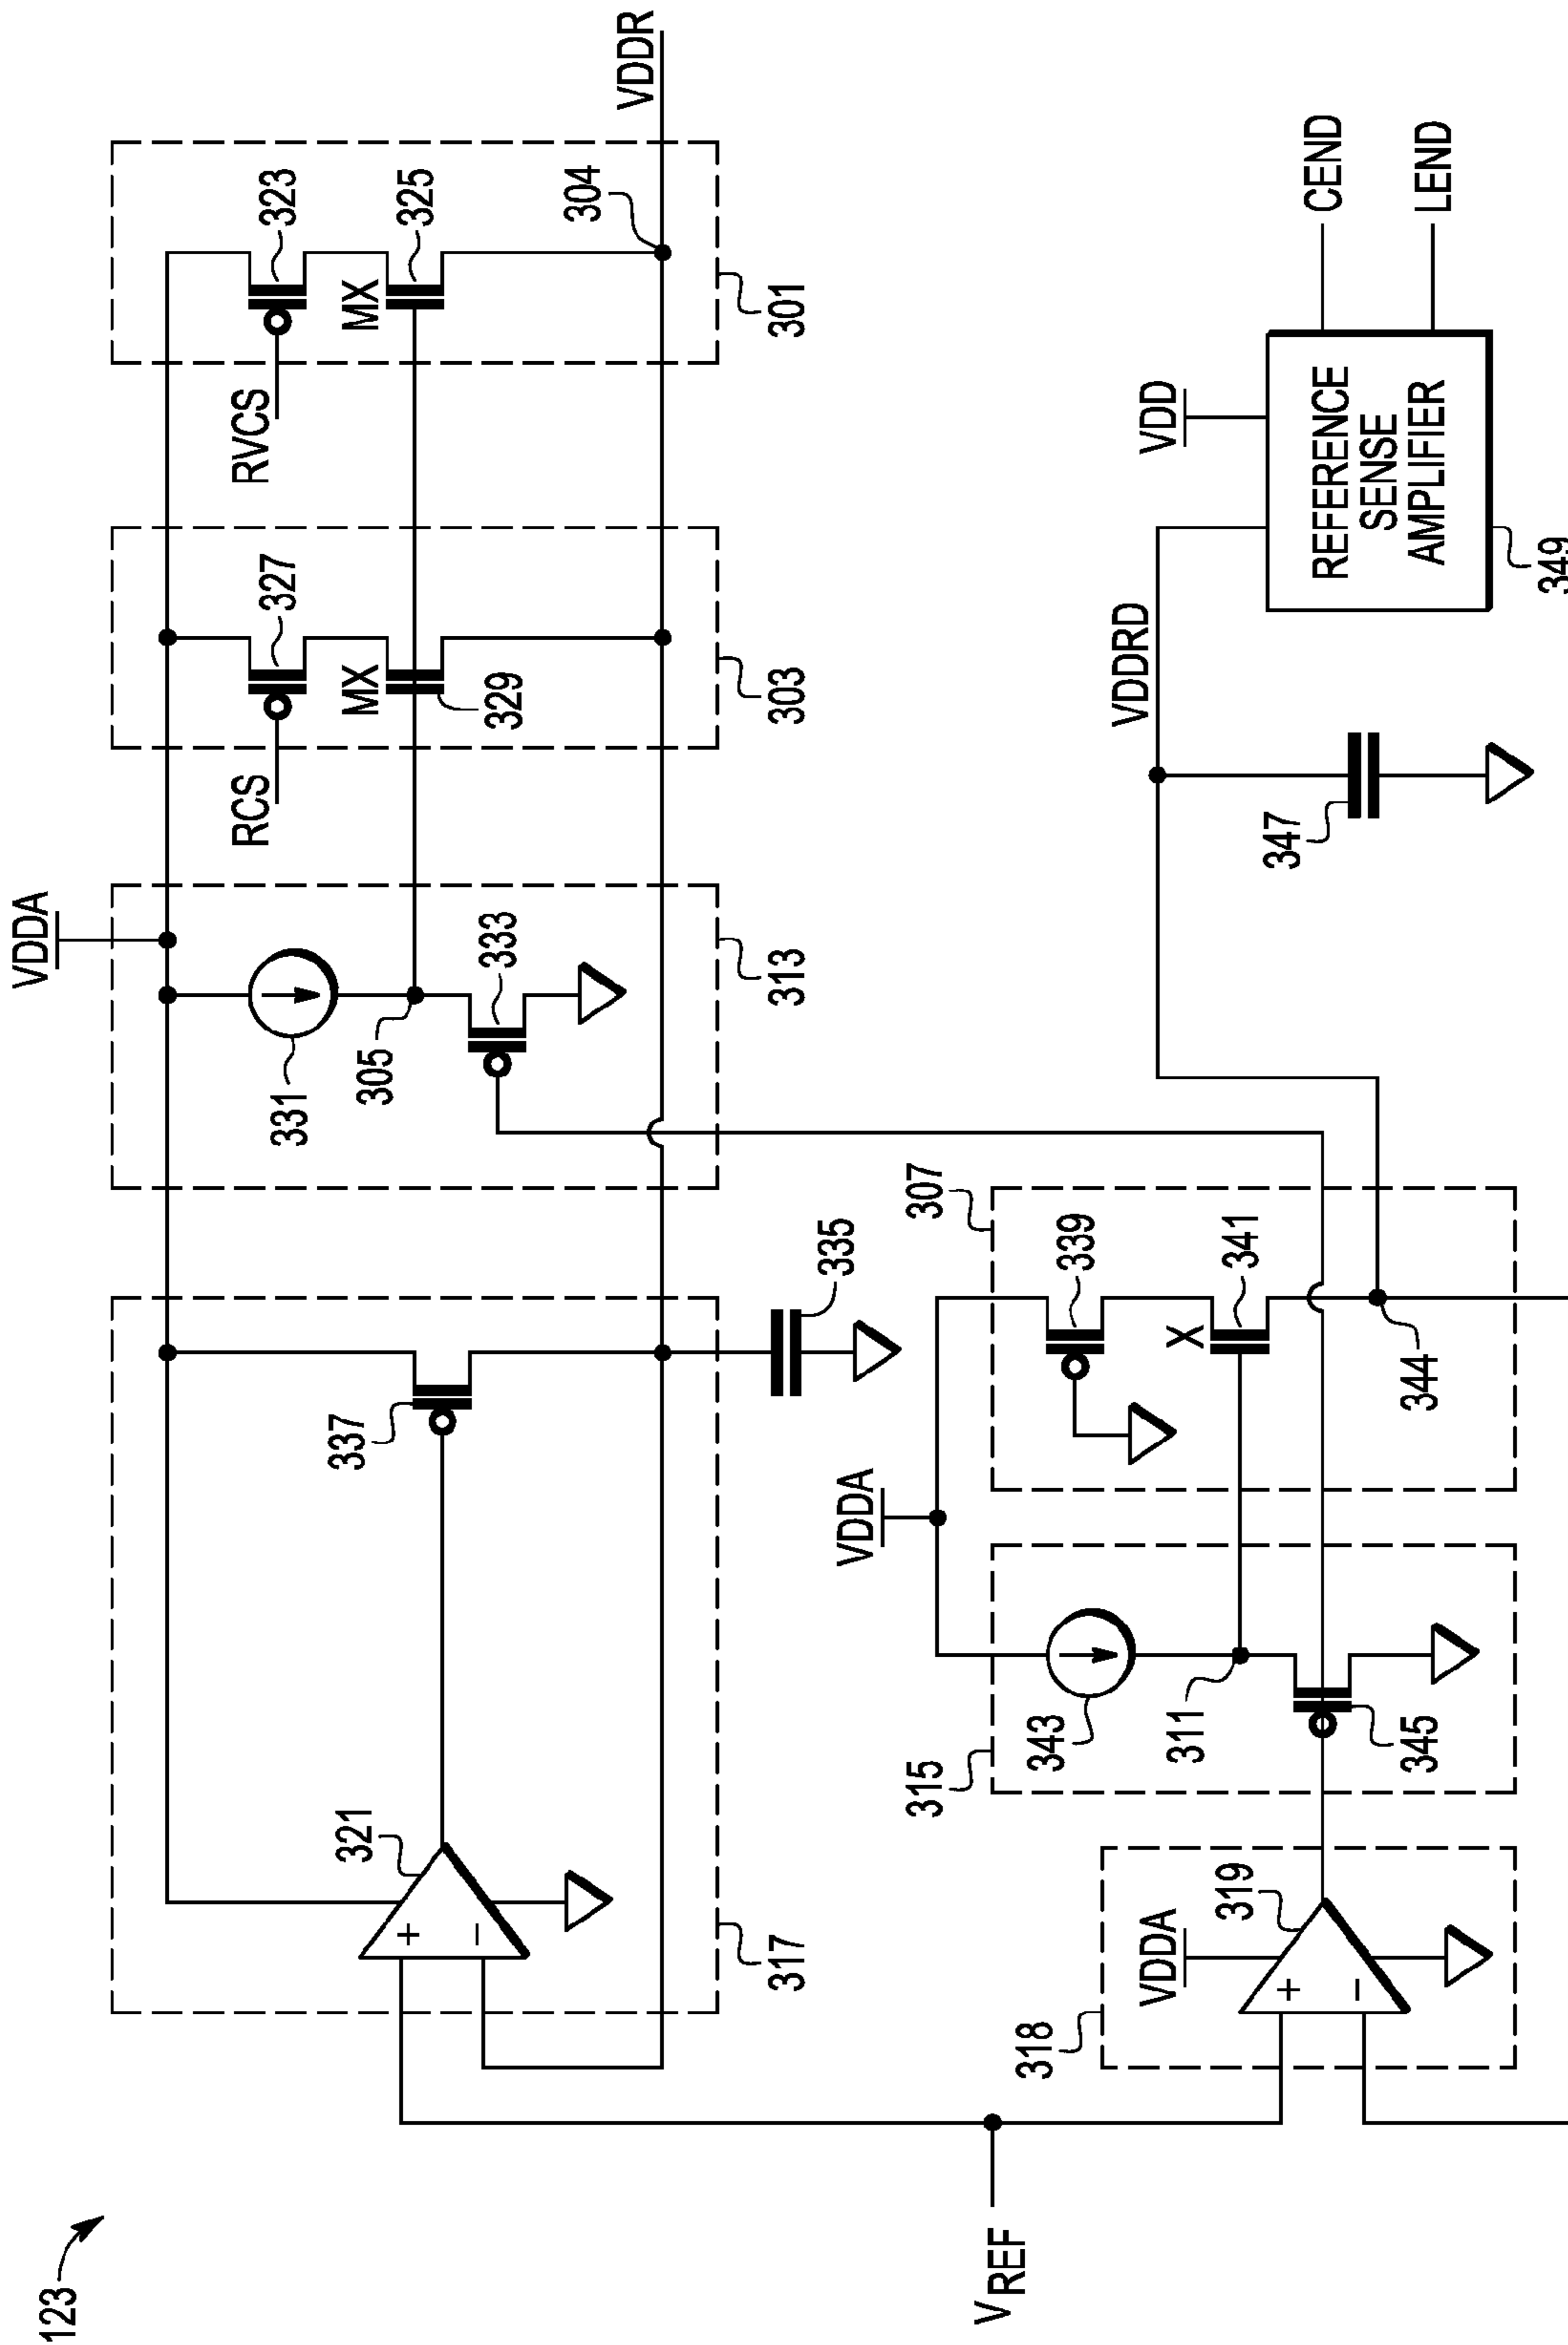 123
VDDA
VDDR
RCS
RVCS
327
323
MX
MX
329
325
304
331
305
333
337
321
+
−
317
335
313
303
301
VREF
VDDA
307
339
X
341
343
311
315
345
344
318
VDDA
319
+
−
VDDRD
347
VDD
REFERENCE
SENSE
AMPLIFIER
349
CEND
LEND